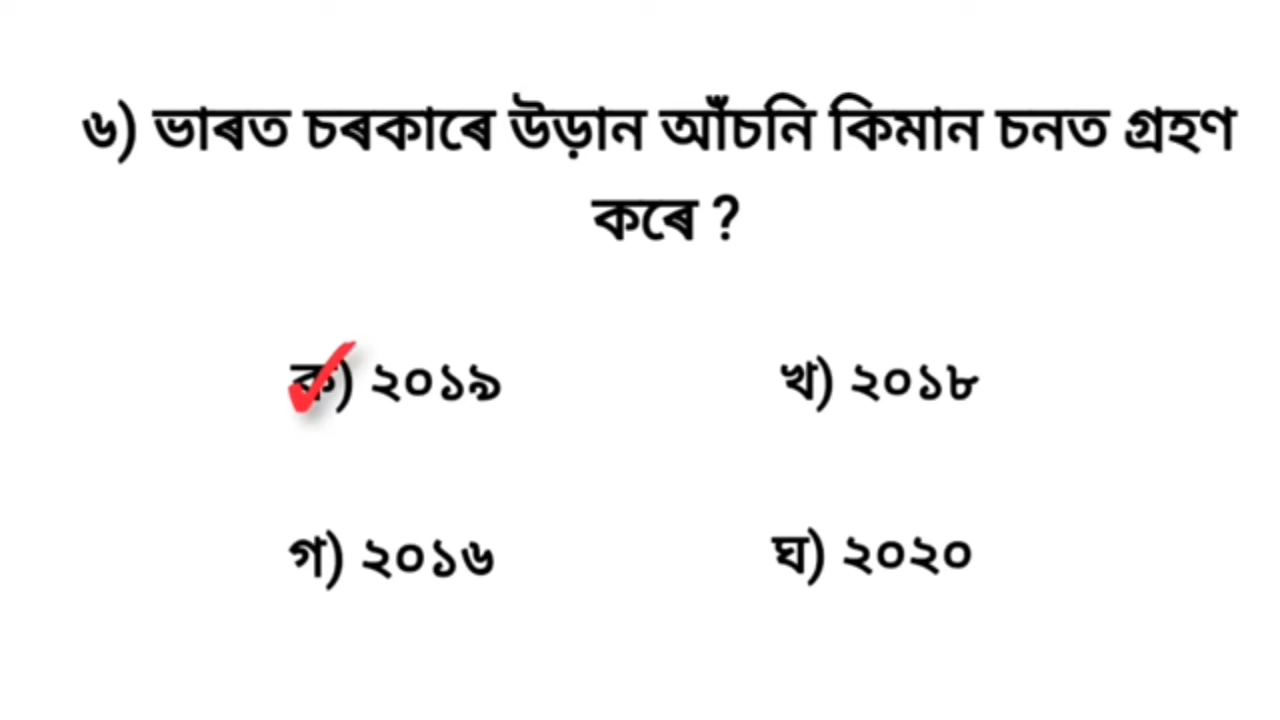 ৬) ভাৰত চৰকাৰে উড়ান আঁচনি কিমান চনত গ্ৰহণ
কৰে ?
ক) ২০১৯
খ) ২০১৮
গ) ২০১৬
ঘ) ২০২০